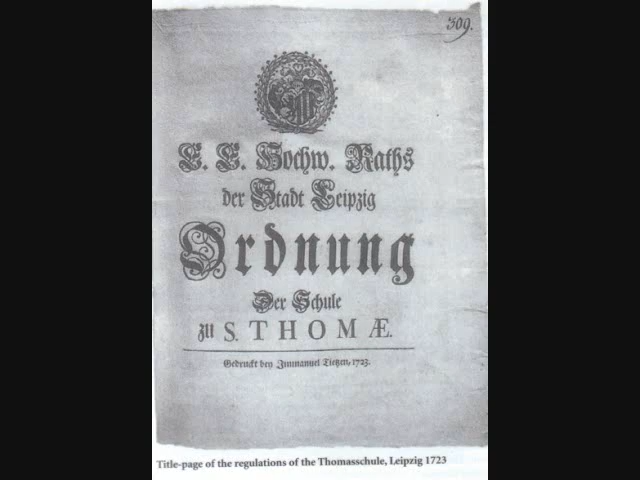 309.
E. E. Hochw. Raths
der Stadt Leipzig
Ordnung
Der Schule
zu S. THOMÆ.
Gedruckt bey Immanuel Tietzen, 1723.
Title-page of the regulations of the Thomasschule, Leipzig 1723